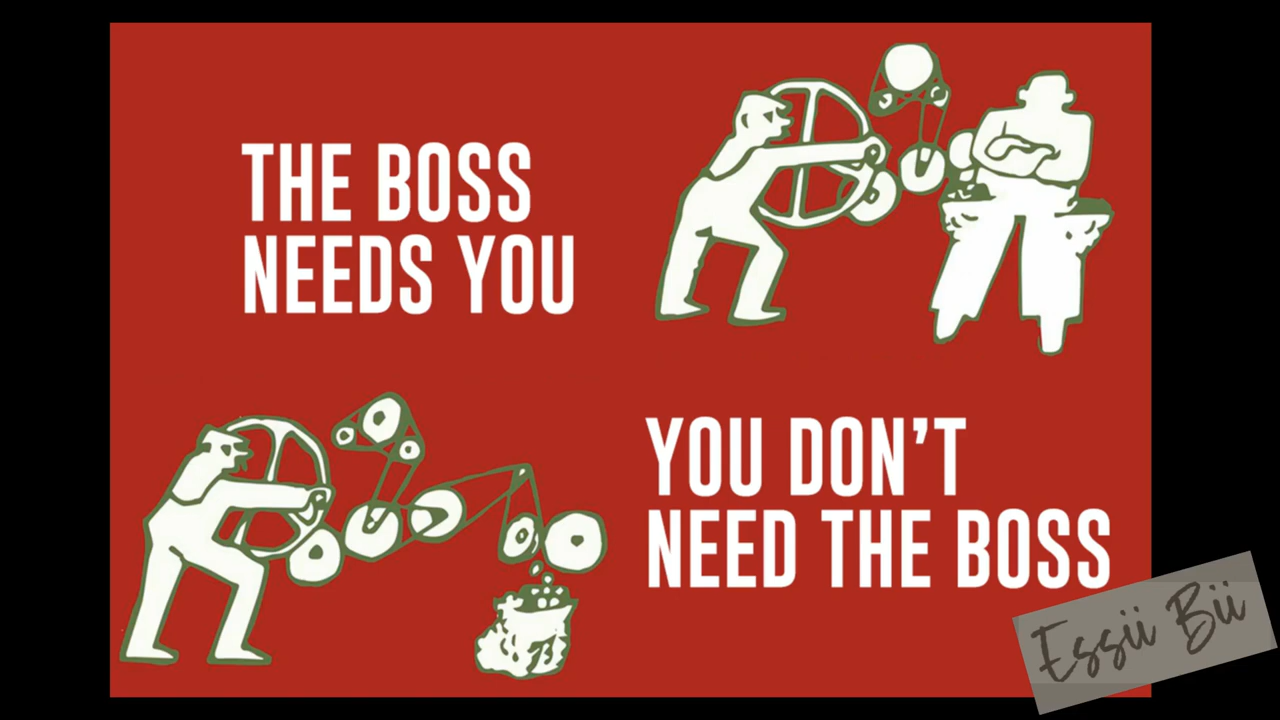 THE BOSS
NEEDS YOU
YOU DON'T
NEED THE BOSS
Essii Bii